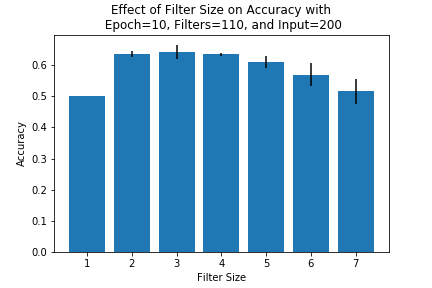 Effect of Filter Size on Accuracy with
Epoch=10, Filters=110, and Input=200
0.6
0.5
0.4
0.3
0.2
0.1
0.0
Accuracy
1 2 3 4 5 6 7
Filter Size